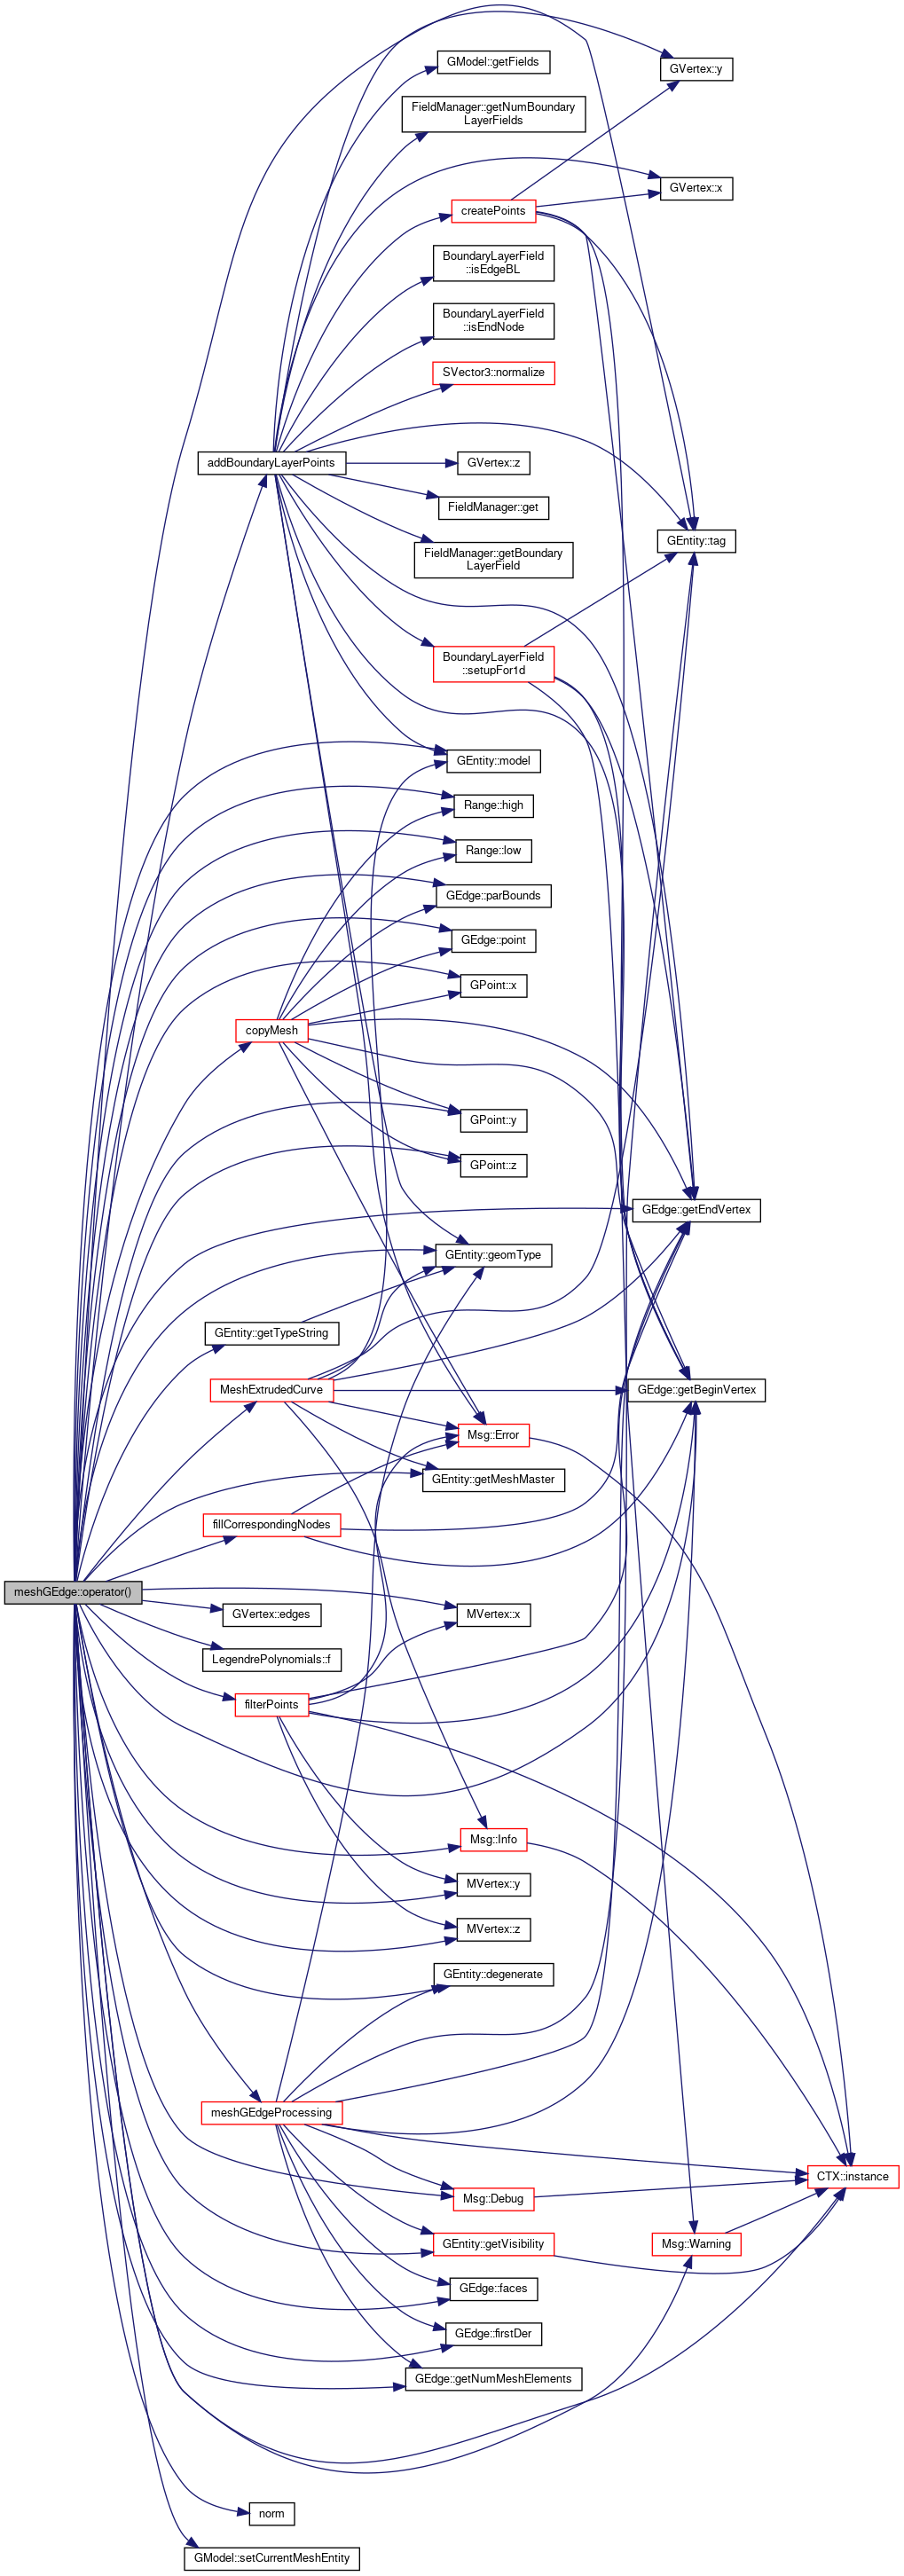 GModel::getFields
GVertex::y
FieldManager::getNumBoundary
LayerFields
GVertex::x
createPoints
BoundaryLayerField
::isEdgeBL
BoundaryLayerField
::isEndNode
SVector3::normalize
addBoundaryLayerPoints
GVertex::z
FieldManager::get
GEntity::tag
FieldManager::getBoundary
LayerField
BoundaryLayerField
::setupFor1d
GEntity::model
Range::high
Range::low
GEdge::parBounds
GEdge::point
GPoint::x
copyMesh
GPoint::y
GPoint::z
GEdge::getEndVertex
GEntity::geomType
GEntity::getTypeString
MeshExtrudedCurve
GEdge::getBeginVertex
Msg::Error
GEntity::getMeshMaster
fillCorrespondingNodes
meshGEdge::operator()
GVertex::edges
MVertex::x
LegendrePolynomials::f
filterPoints
Msg::Info
MVertex::y
MVertex::z
GEntity::degenerate
meshGEdgeProcessing
CTX::instance
Msg::Debug
GEntity::getVisibility
Msg::Warning
GEdge::faces
GEdge::firstDer
GEdge::getNumMeshElements
norm
GModel::setCurrentMeshEntity